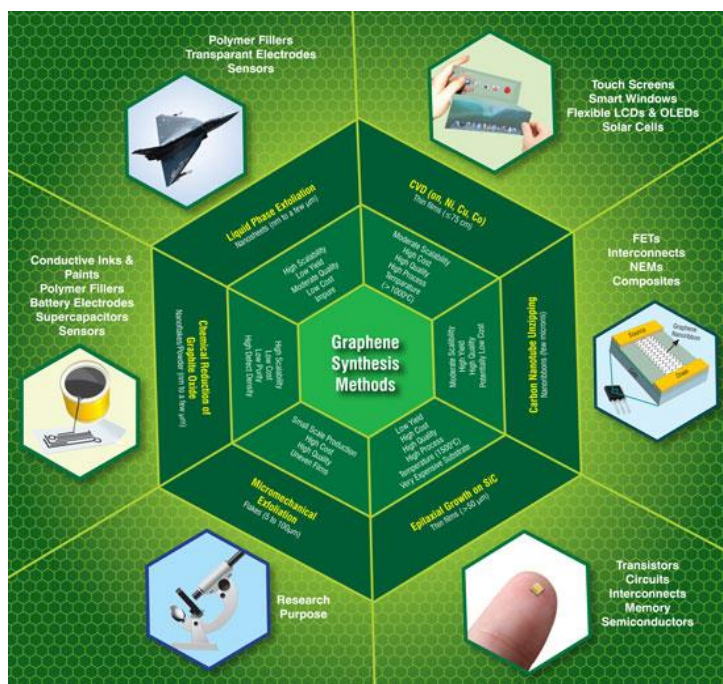 Polymer Fillers
Transparant Electrodes
Sensors
Touch Screens
Smart Windows
Flexible LCDs & OLEDs
Solar Cells
Liquid Phase Exfoliation
Nanosheets (nm to a few µm)
CVD (on, Ni, Cu, Co)
Thin films (≤75 cm)
High Scalability
Low Yield
Moderate Quality
Low Cost
Impure
Moderate Scalability
High Cost
High Quality
High Process
Temperature
(>1000°C)
Conductive Inks &
Paints
Polymer Fillers
Battery Electrodes
Supercapacitors
Sensors
FETs
Interconnects
NEMs
Composites
Source
Graphene
Nanoribbon
Drain
Chemical Reduction of
Graphite Oxide
Nanoflakes/Powder (nm to a few µm)
High Scalability
Low Cost
Low Purity
High Defect Density
Graphene
Synthesis
Methods
Moderate Scalibility
High Yield
High Quality
Potentially Low Cost
Carbon Nanotube Unzipping
Nanoribbons (few microns)
Small Scale Production
High Cost
High Quality
Uneven Films
Low Yield
High Cost
High Quality
High Process
Temperature (1500°C)
Very Expensive Substrate
Micromechanical
Exfoliation
Flakes (5 to 100µm)
Epitaxial Growth on SiC
Thin films (>50 µm)
Research
Purpose
Transistors
Circuits
Interconnects
Memory
Semiconductors